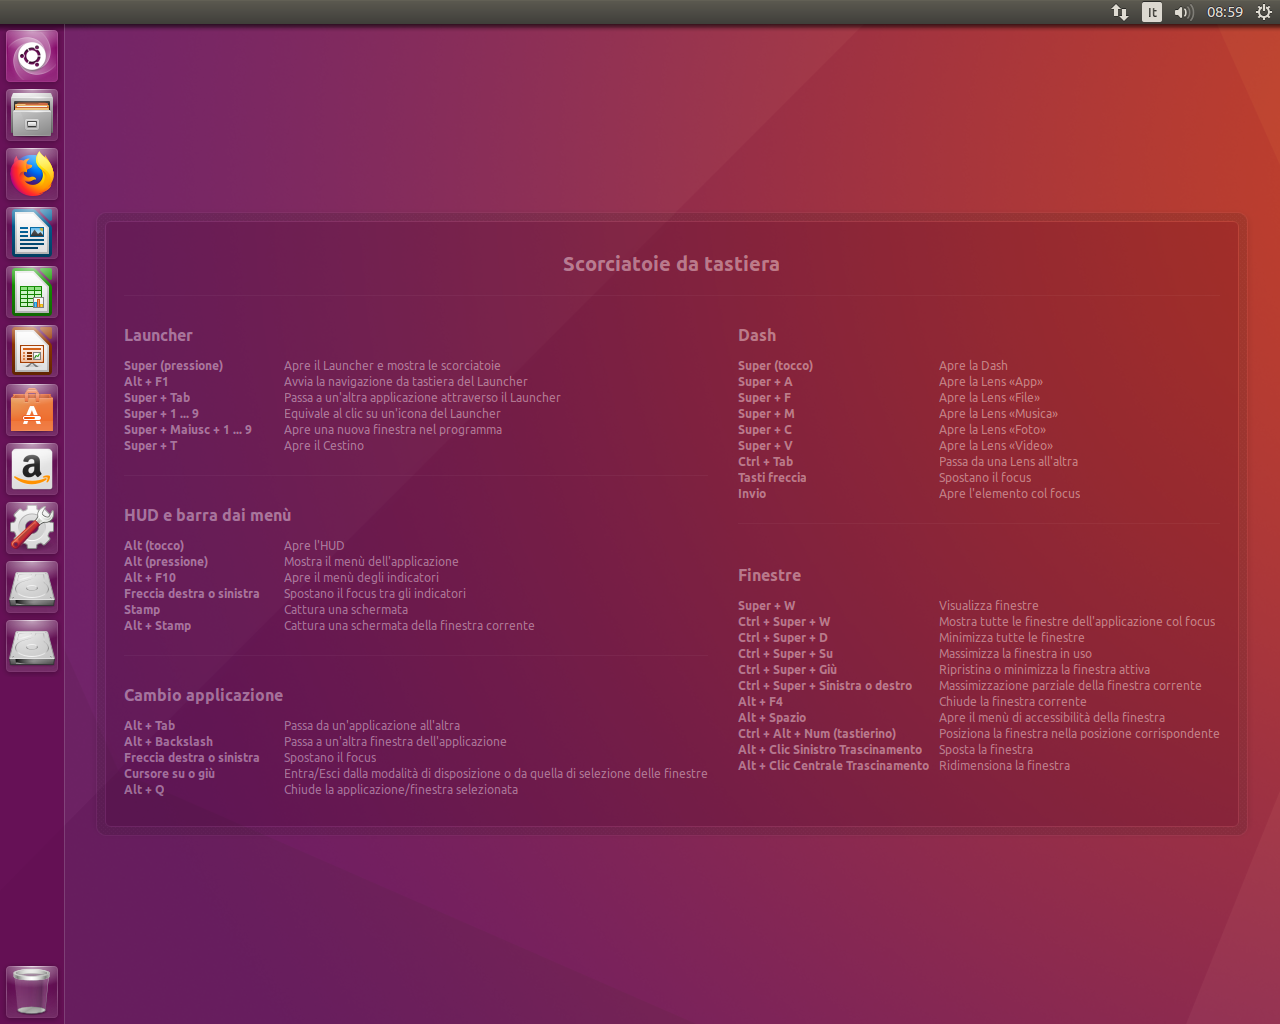 It 08:59
Scorciatoie da tastiera
Launcher
Super (pressione) Apre il Launcher e mostra le scorciatoie
Alt + F1 Avvia la navigazione da tastiera del Launcher
Super + Tab Passa a un'altra applicazione attraverso il Launcher
Super + 1 ... 9 Equivale al clic su un'icona del Launcher
Super + Maiusc + 1 ... 9 Apre una nuova finestra nel programma
Super + T Apre il Cestino
HUD e barra dai menù
Alt (tocco) Apre l'HUD
Alt (pressione) Mostra il menù dell'applicazione
Alt + F10 Apre il menù degli indicatori
Freccia destra o sinistra Spostano il focus tra gli indicatori
Stamp Cattura una schermata
Alt + Stamp Cattura una schermata della finestra corrente
Cambio applicazione
Alt + Tab Passa da un'applicazione all'altra
Alt + Backslash Passa a un'altra finestra dell'applicazione
Freccia destra o sinistra Spostano il focus
Cursore su o giù Entra/Esci dalla modalità di disposizione o da quella di selezione delle finestre
Alt + Q Chiude la applicazione/finestra selezionata
Dash
Super (tocco) Apre la Dash
Super + A Apre la Lens «App»
Super + F Apre la Lens «File»
Super + M Apre la Lens «Musica»
Super + C Apre la Lens «Foto»
Super + V Apre la Lens «Video»
Ctrl + Tab Passa da una Lens all'altra
Tasti freccia Spostano il focus
Invio Apre l'elemento col focus
Finestre
Super + W Visualizza finestre
Ctrl + Super + W Mostra tutte le finestre dell'applicazione col focus
Ctrl + Super + D Minimizza tutte le finestre
Ctrl + Super + Su Massimizza la finestra in uso
Ctrl + Super + Giù Ripristina o minimizza la finestra attiva
Ctrl + Super + Sinistra o destro Massimizzazione parziale della finestra corrente
Alt + F4 Chiude la finestra corrente
Alt + Spazio Apre il menù di accessibilità della finestra
Ctrl + Alt + Num (tastierino) Posiziona la finestra nella posizione corrispondente
Alt + Clic Sinistro Trascinamento Sposta la finestra
Alt + Clic Centrale Trascinamento Ridimensiona la finestra